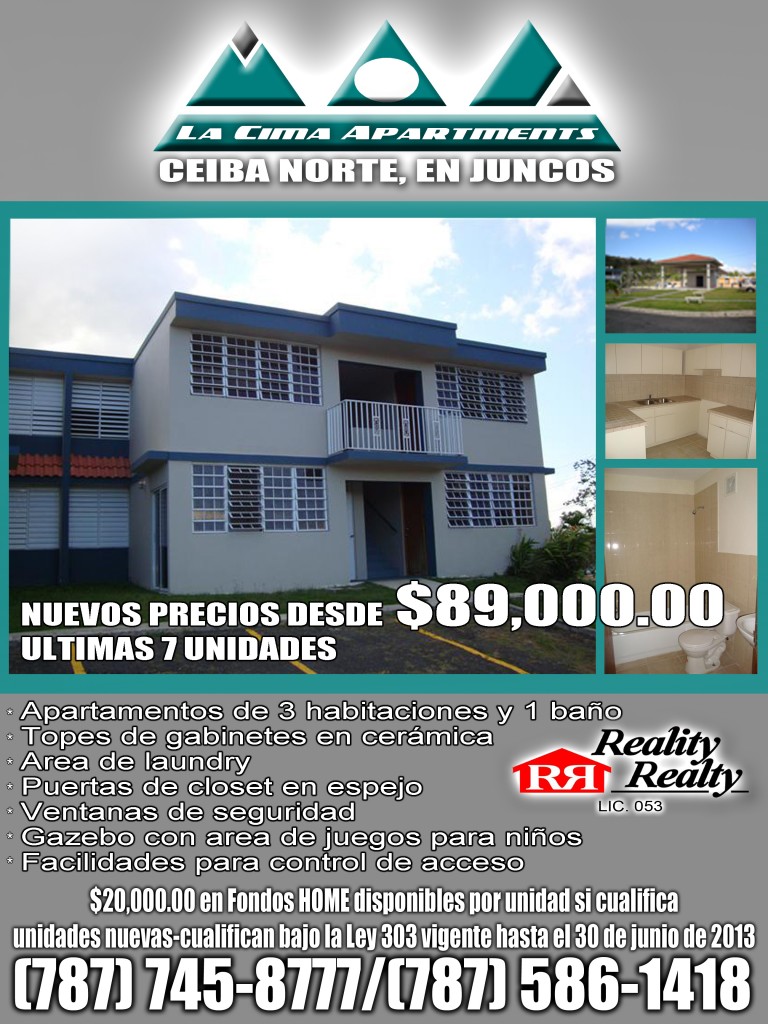 LA CIMA APARTMENTS
CEIBA NORTE, EN JUNCOS
NUEVOS PRECIOS DESDE $89,000.00
ULTIMAS 7 UNIDADES
* Apartamentos de 3 habitaciones y 1 baño
* Topes de gabinetes en cerámica
* Area de laundry
* Puertas de closet en espejo
* Ventanas de seguridad
* Gazebo con area de juegos para niños
* Facilidades para control de acceso
RR Reality Realty
LIC. 053
$20,000.00 en Fondos HOME disponibles por unidad si cualifica
unidades nuevas-cualifican bajo la Ley 303 vigente hasta el 30 de junio de 2013
(787) 745-8777/(787) 586-1418